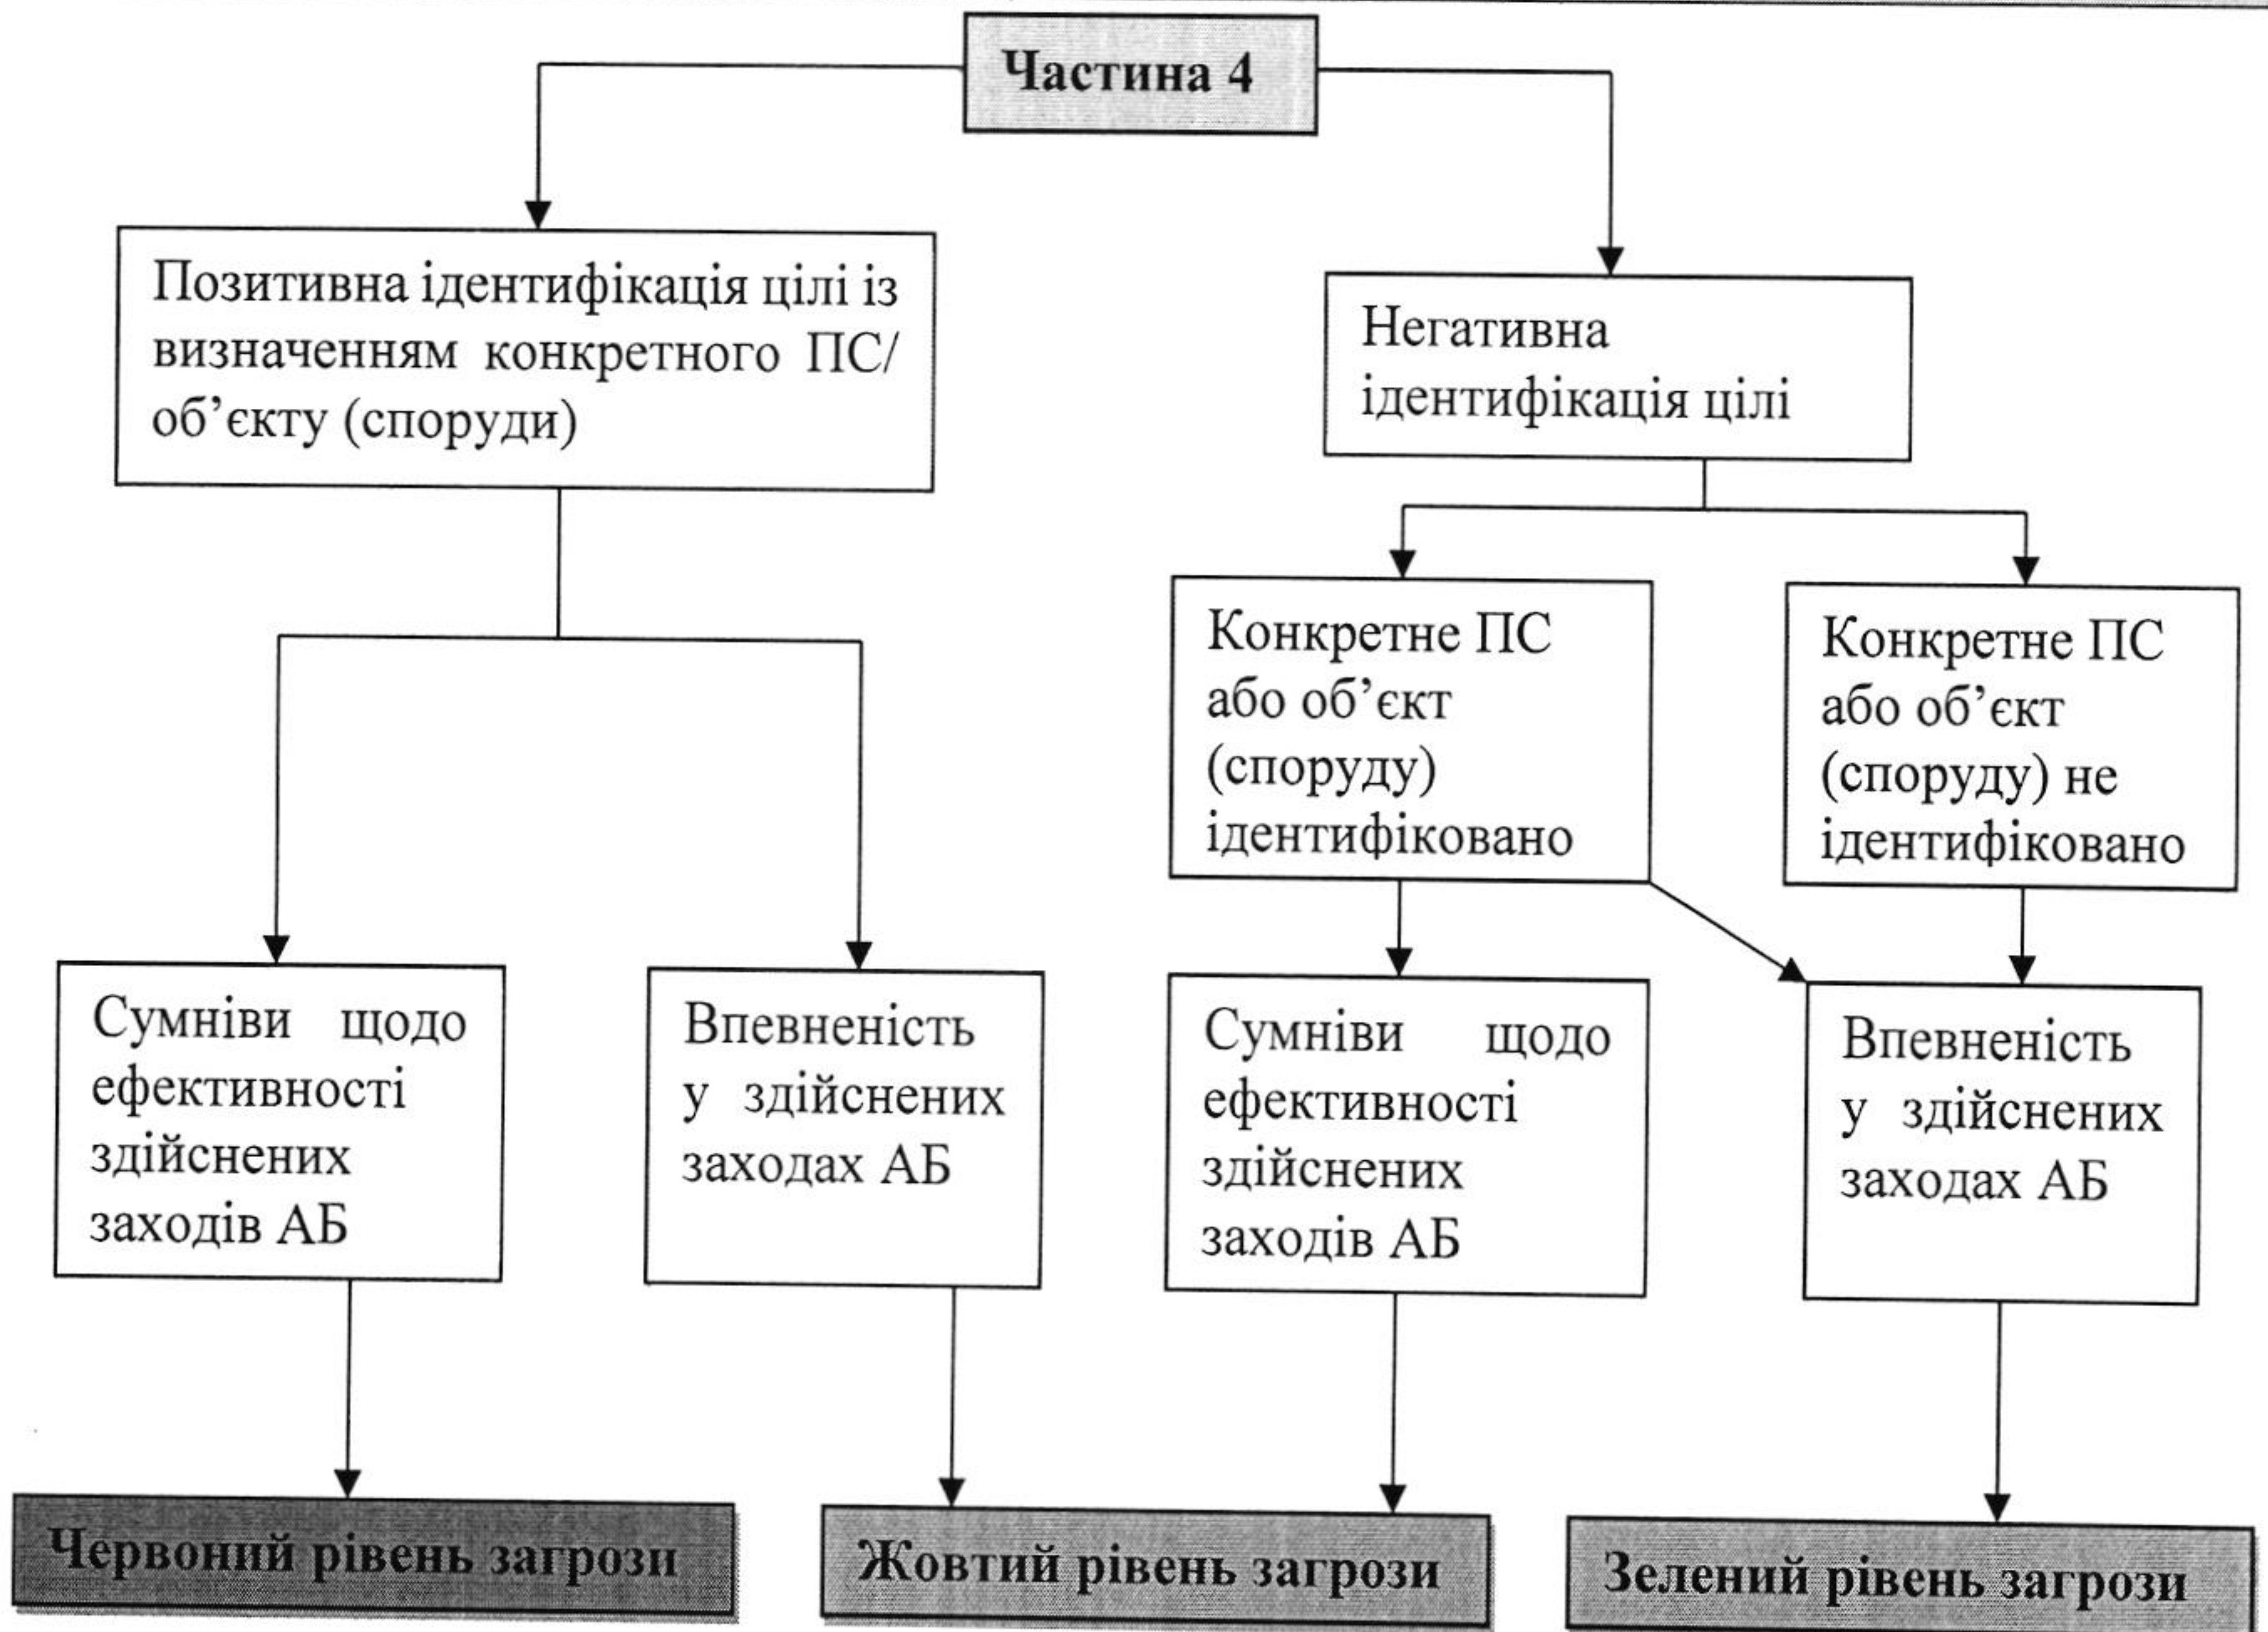 Частина 4
Позитивна ідентифікація цілі із
визначенням конкретного ПС/
об’єкту (споруди)
Негативна
ідентифікація цілі
Конкретне ПС
або об’єкт
(споруду)
ідентифіковано
Конкретне ПС
або об’єкт
(споруду) не
ідентифіковано
Сумніви щодо
ефективності
здійснених
заходів АБ
Впевненість
у здійснених
заходах АБ
Сумніви щодо
ефективності
здійснених
заходів АБ
Впевненість
у здійснених
заходах АБ
Червоний рівень загрози
Жовтий рівень загрози
Зелений рівень загрози